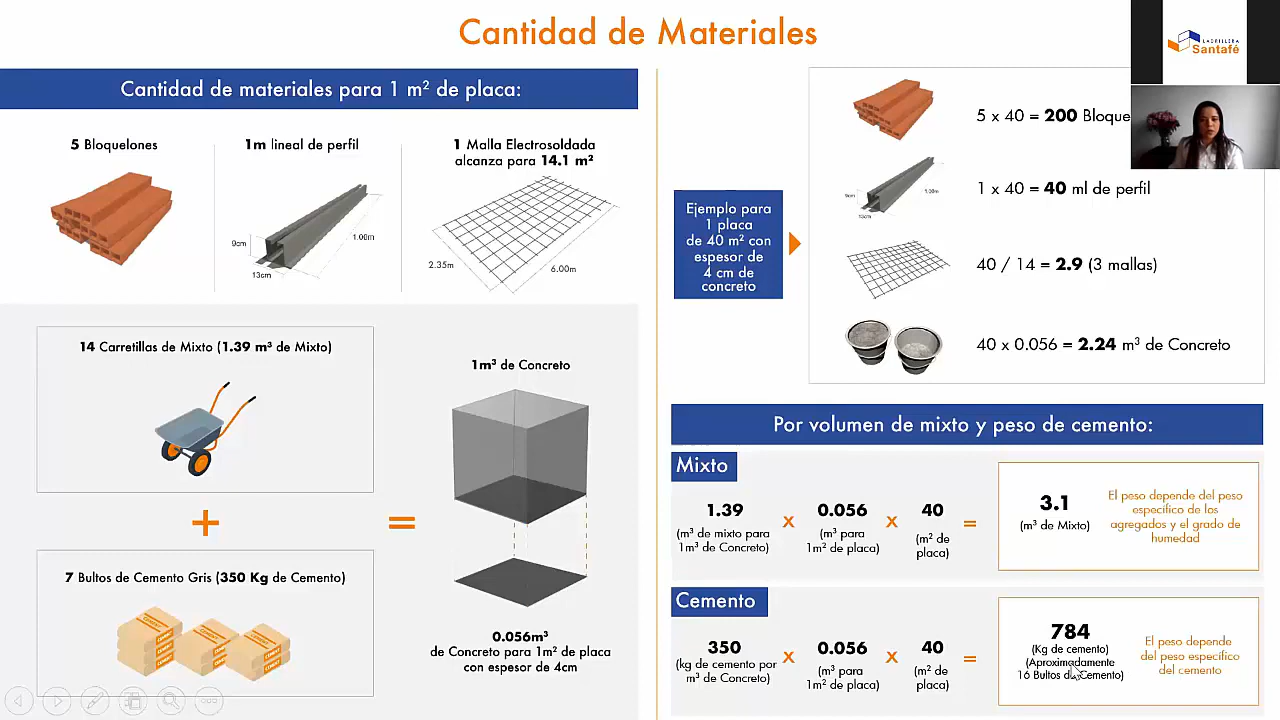 Cantidad de Materiales
LADRILLERA
Santafé
Cantidad de materiales para 1 m² de placa:
5 Bloquelones
1m lineal de perfil
1 Malla Electrosoldada
alcanza para 14.1 m²
9cm
13cm
1.00m
2.35m
6.00m
14 Carretillas de Mixto (1.39 m³ de Mixto)
+
7 Bultos de Cemento Gris (350 Kg de Cemento)
=
1m³ de Concreto
0.056m³
de Concreto para 1m² de placa
con espesor de 4cm
Ejemplo para
1 placa
de 40 m² con
espesor de
4 cm de
concreto
5 x 40 = 200 Bloque
9cm
13cm
1.00m
1 x 40 = 40 ml de perfil
40 / 14 = 2.9 (3 mallas)
40 x 0.056 = 2.24 m³ de Concreto
Por volumen de mixto y peso de cemento:
Mixto
1.39 x 0.056 x 40 = 3.1
(m³ de mixto para
1m³ de Concreto)
(m³ para
1m² de placa)
(m² de
placa)
(m³ de Mixto)
El peso depende del peso
específico de los
agregados y el grado de
humedad
Cemento
350 x 0.056 x 40 = 784
(kg de cemento por
m³ de Concreto)
(m³ para
1m² de placa)
(m² de
placa)
(Kg de cemento)
(Aproximadamente
16 Bultos de Cemento)
El peso depende
del peso específico
del cemento